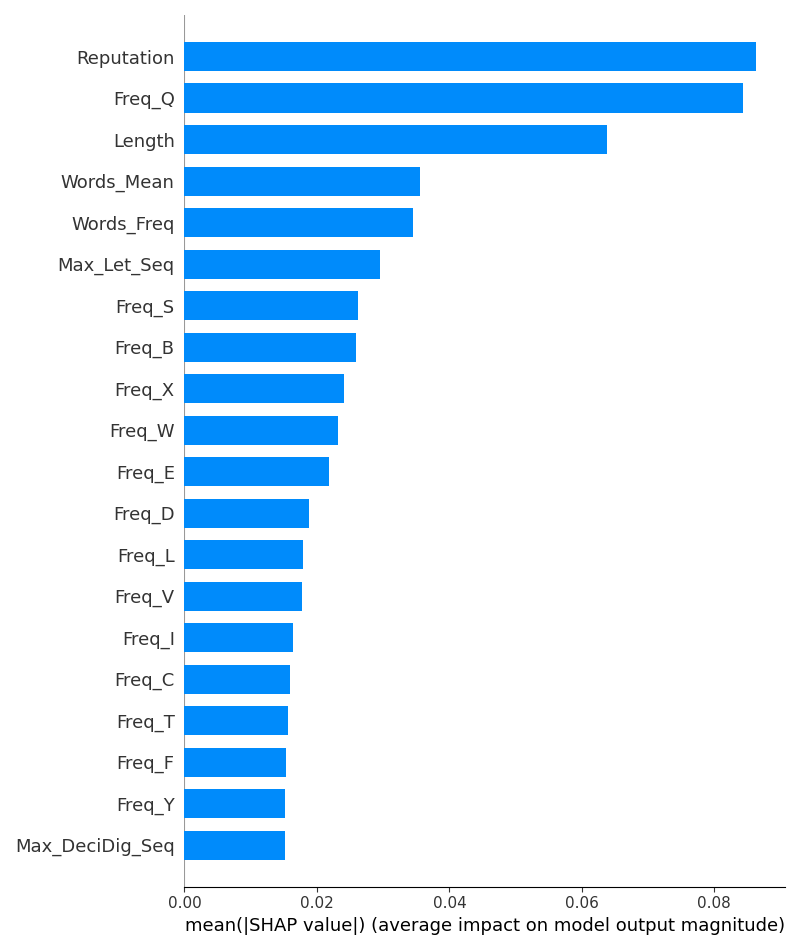 Reputation
Freq_Q
Length
Words_Mean
Words_Freq
Max_Let_Seq
Freq_S
Freq_B
Freq_X
Freq_W
Freq_E
Freq_D
Freq_L
Freq_V
Freq_I
Freq_C
Freq_T
Freq_F
Freq_Y
Max_DeciDig_Seq
0.00 0.02 0.04 0.06 0.08
mean(|SHAP value|) (average impact on model output magnitude)